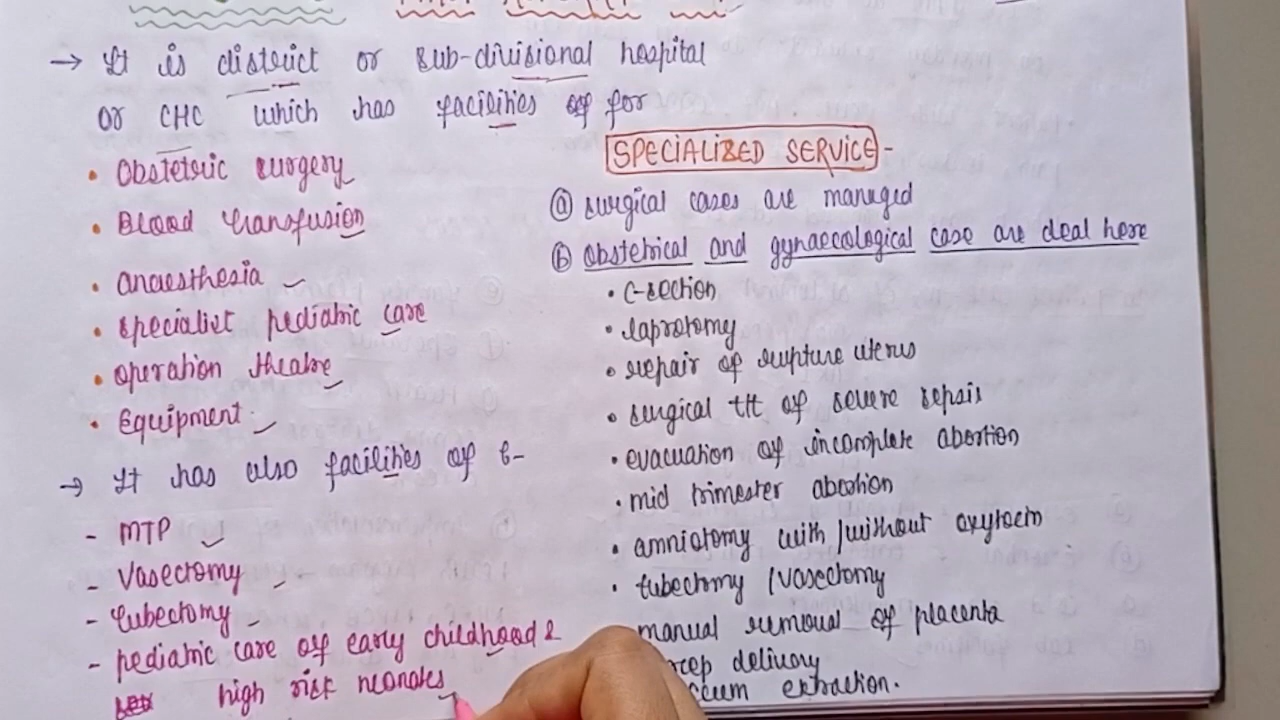 → It is district or sub-divisional hospital
or CHC which has facilities of for
• Obstetric surgery
• Blood transfusion
• anaesthesia
• specialist pediatric care
• operation theatre
• Equipment
→ It has also facilities of :-
- MTP
- Vasectomy
- tubectomy
- pediatric care of early childhood &
high risk neonates
SPECIALIZED SERVICE -
(a) surgical cases are managed
(b) obstetrical and gynaecological case are deal here
• C-section
• laprotomy
• repair of rupture uterus
• surgical ttt of severe sepsis
• evacuation of incomplete abortion
• mid trimester abortion
• amniotomy with /without oxytocin
• tubectomy /vasectomy
manual removal of placenta
cep delivary
cuum extraction.